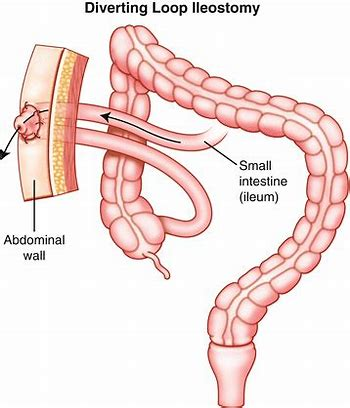 Diverting Loop Ileostomy
Small
intestine
(ileum)
Abdominal
wall